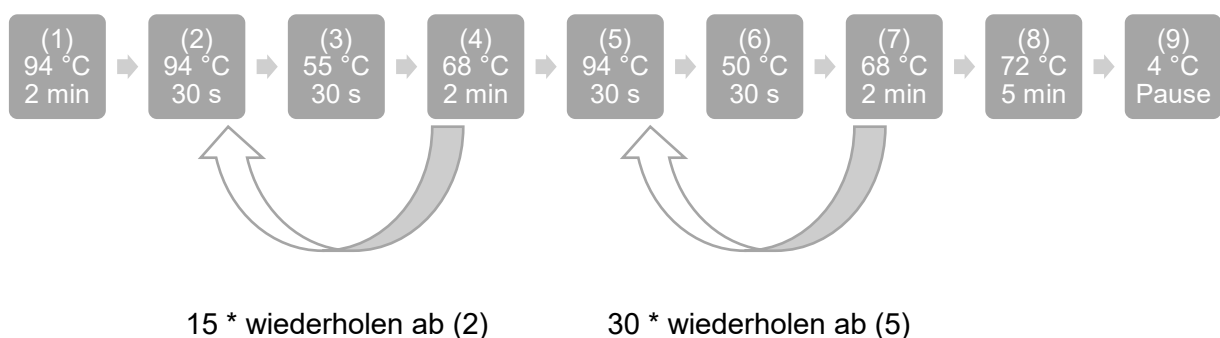 (1)
94 °C
2 min
(2)
94 °C
30 s
(3)
55 °C
30 s
(4)
68 °C
2 min
(5)
94 °C
30 s
(6)
50 °C
30 s
(7)
68 °C
2 min
(8)
72 °C
5 min
(9)
4 °C
Pause
15 * wiederholen ab (2)
30 * wiederholen ab (5)